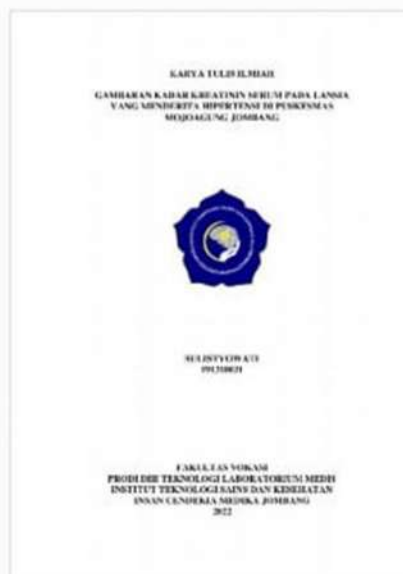 KARYA TULIS ILMIAH
GAMBARAN KADAR KREATININ SERUM PADA LANSIA
YANG MENDERITA HIPERTENSI DI PUSKESMAS
MOJOAGUNG JOMBANG
SULISTYOWATI
FAKULTAS VOKASI
PRODI DIII TEKNOLOGI LABORATORIUM MEDIS
INSTITUT TEKNOLOGI SAINS DAN KESEHATAN
INSAN CENDEKIA MEDIKA JOMBANG
2022